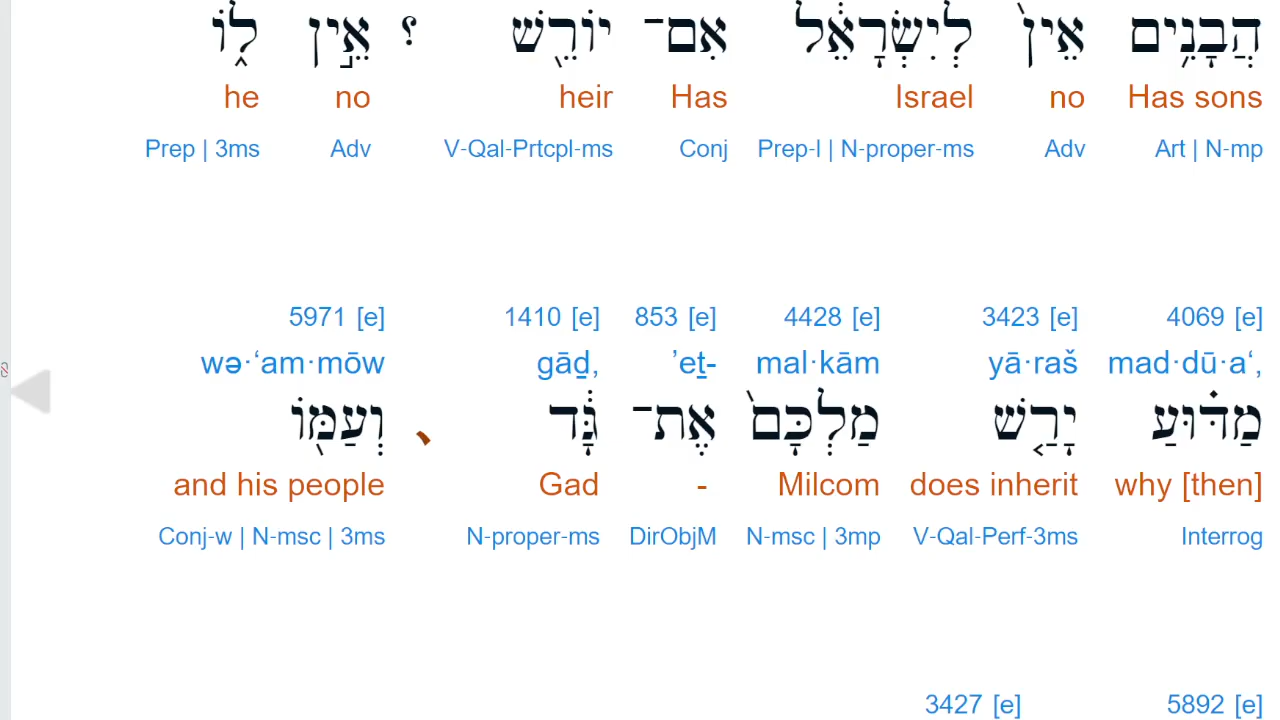 הֲבָנִ֥ים אֵין֙ לְיִשְׂרָאֵ֔ל אִם־ יוֹרֵ֖שׁ ؟ אֵ֣ין ל֑וֹ
Has sons no Israel Has heir no he
Art | N-mp Adv Prep-l | N-proper-ms Conj V-Qal-Prtcpl-ms Adv Prep | 3ms
4069 [e] 3423 [e] 4428 [e] 853 [e] 1410 [e] 5971 [e]
mad·dū·a‘, yā·raš mal·kām ’eṯ- gāḏ, wə·‘am·mōw
מַדּ֗וּעַ יָרַ֤שׁ מַלְכָּם֙ אֶת־ גָּ֔ד 、 וְעַמּ֖וֹ
why [then] does inherit Milcom - Gad and his people
Interrog V-Qal-Perf-3ms N-msc | 3mp DirObjM N-proper-ms Conj-w | N-msc | 3ms
5892 [e] 3427 [e]